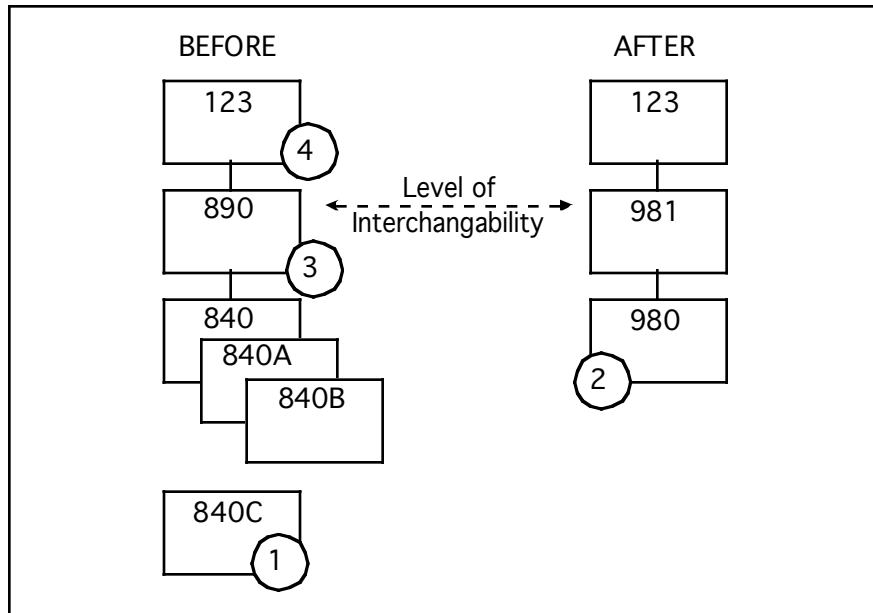 BEFORE
AFTER
123
123
4
Level of
Interchangability
890
981
3
840
980
840A
2
840B
840C
1